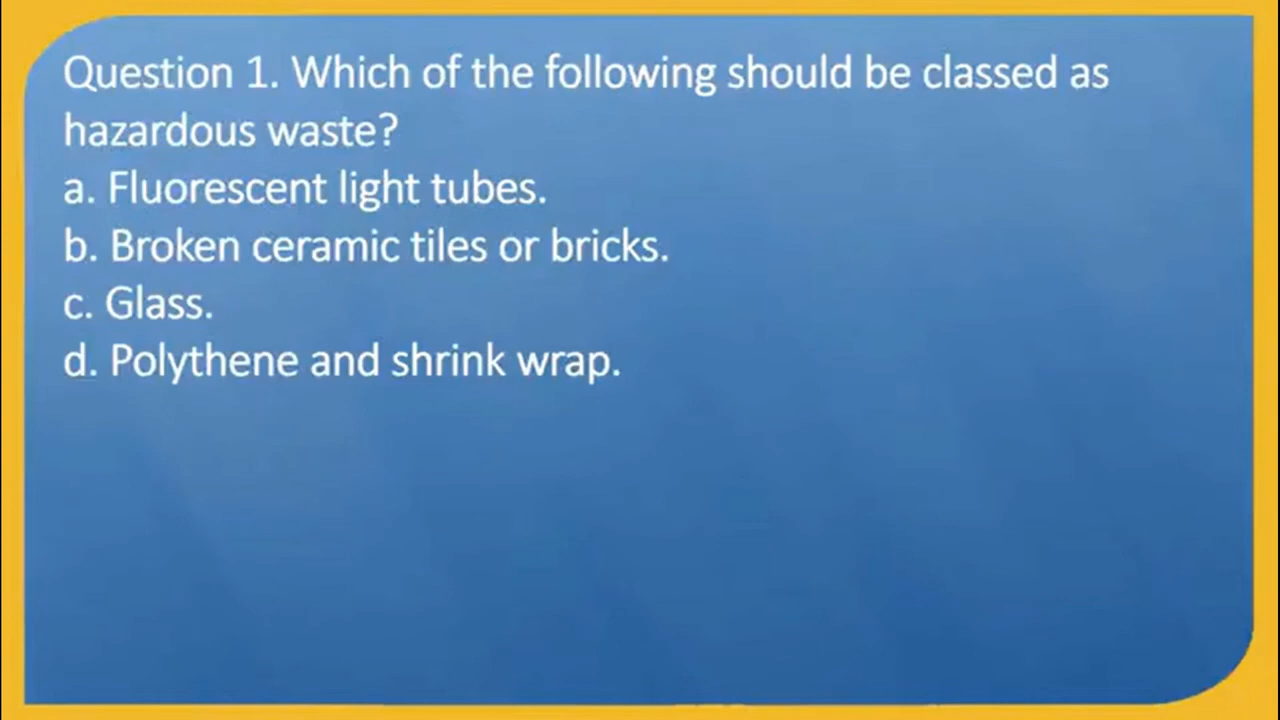 Question 1. Which of the following should be classed as
hazardous waste?
a. Fluorescent light tubes.
b. Broken ceramic tiles or bricks.
c. Glass.
d. Polythene and shrink wrap.